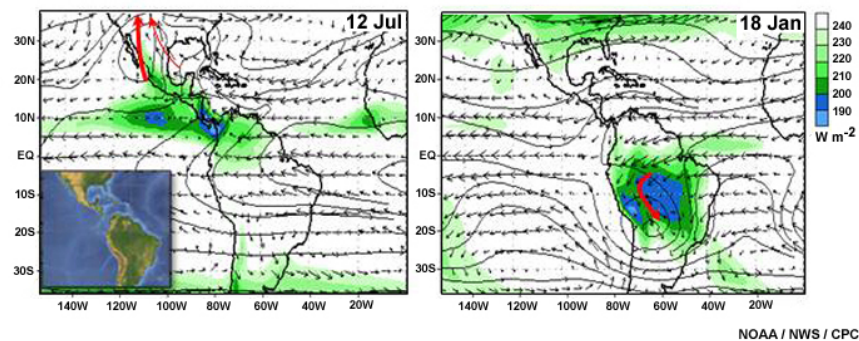 12 Jul
30N
20N
10N
EQ
10S
20S
30S
140W 120W 100W 80W 60W 40W 20W
18 Jan
30N
20N
10N
EQ
10S
20S
30S
140W 120W 100W 80W 60W 40W 20W
240
230
220
210
200
190
W m-2
NOAA / NWS / CPC